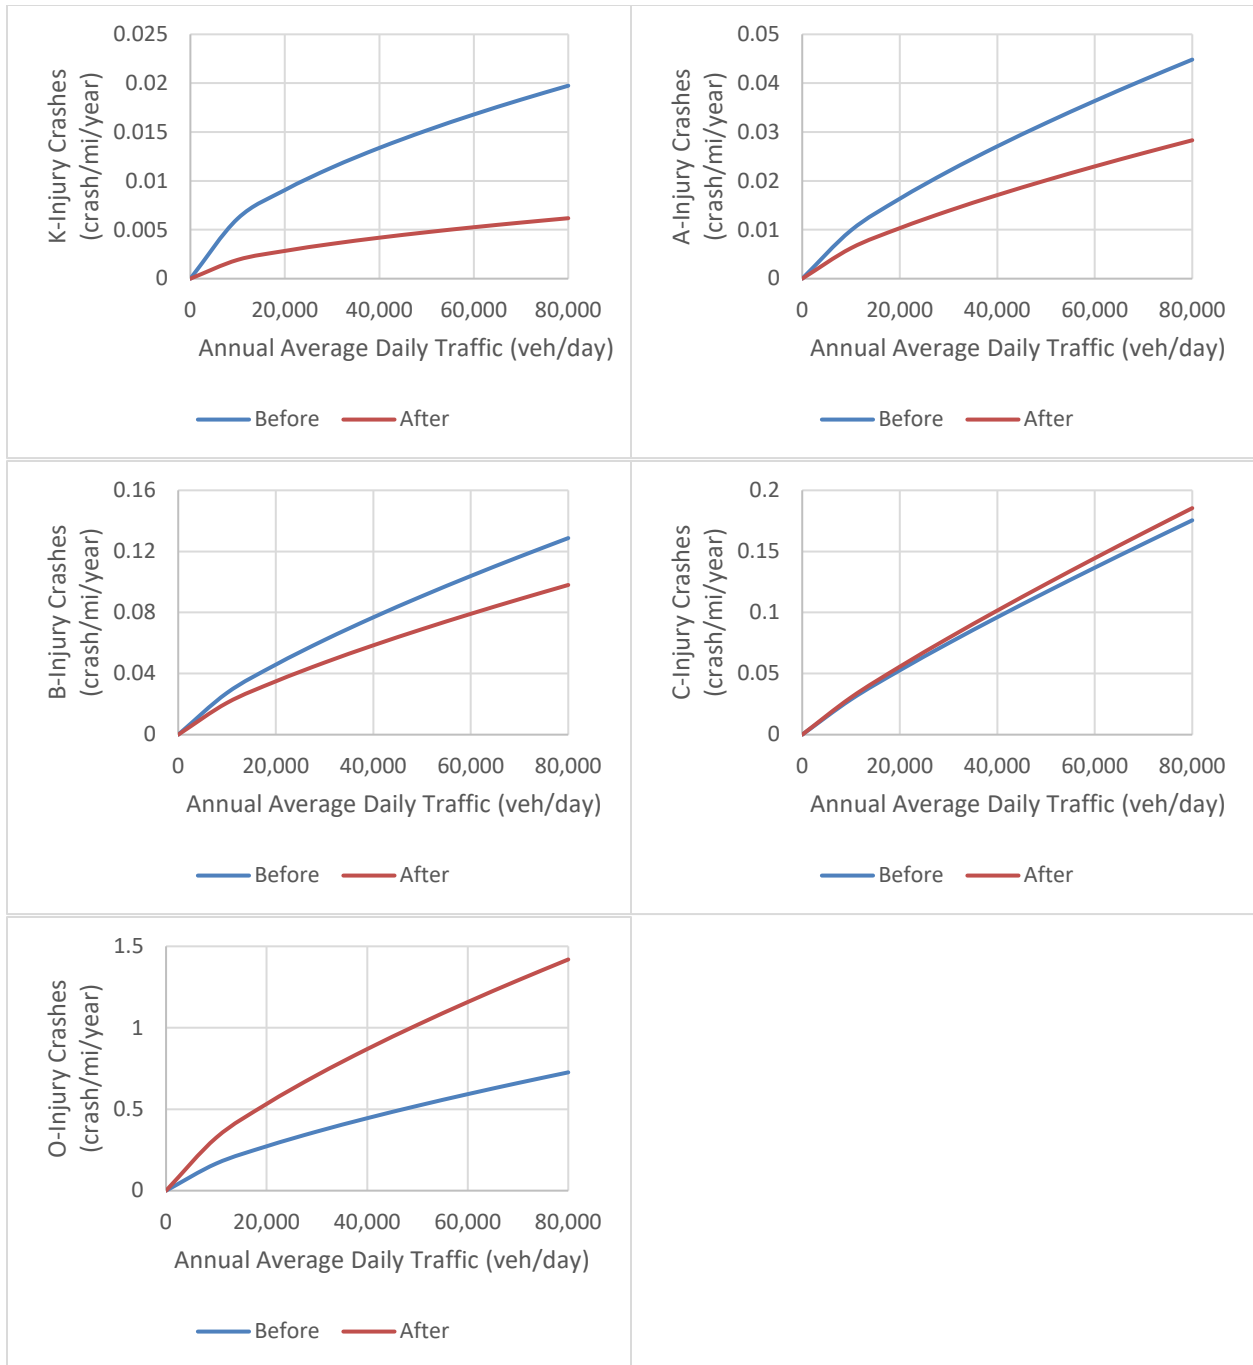 K-Injury Crashes
(crash/mi/year)
0.025
0.02
0.015
0.01
0.005
0
0 20,000 40,000 60,000 80,000
Annual Average Daily Traffic (veh/day)
Before After
A-Injury Crashes
(crash/mi/year)
0.05
0.04
0.03
0.02
0.01
0
0 20,000 40,000 60,000 80,000
Annual Average Daily Traffic (veh/day)
Before After
B-Injury Crashes
(crash/mi/year)
0.16
0.12
0.08
0.04
0
0 20,000 40,000 60,000 80,000
Annual Average Daily Traffic (veh/day)
Before After
C-Injury Crashes
(crash/mi/year)
0.2
0.15
0.1
0.05
0
0 20,000 40,000 60,000 80,000
Annual Average Daily Traffic (veh/day)
Before After
O-Injury Crashes
(crash/mi/year)
1.5
1
0.5
0
0 20,000 40,000 60,000 80,000
Annual Average Daily Traffic (veh/day)
Before After